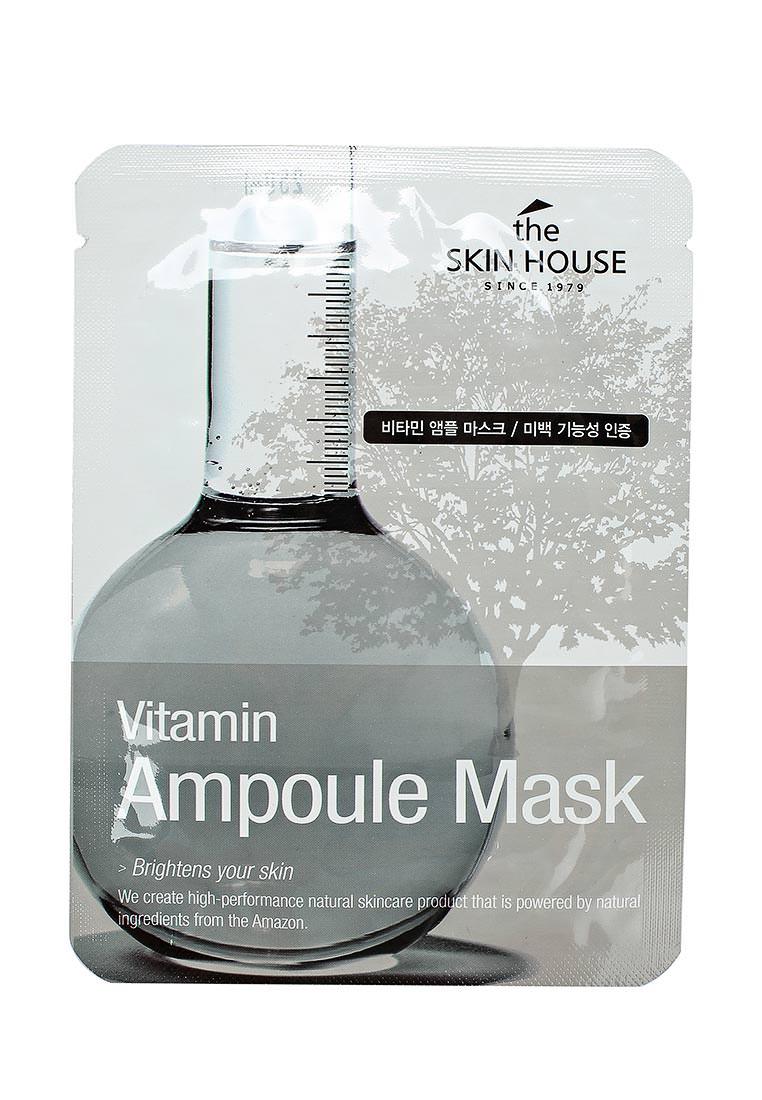 the
SKIN HOUSE
SINCE 1979
비타민 앰플 마스크 / 미백 기능성 인증
Vitamin
Ampoule Mask
> Brightens your skin
We create high-performance natural skincare product that is powered by natural
ingredients from the Amazon.